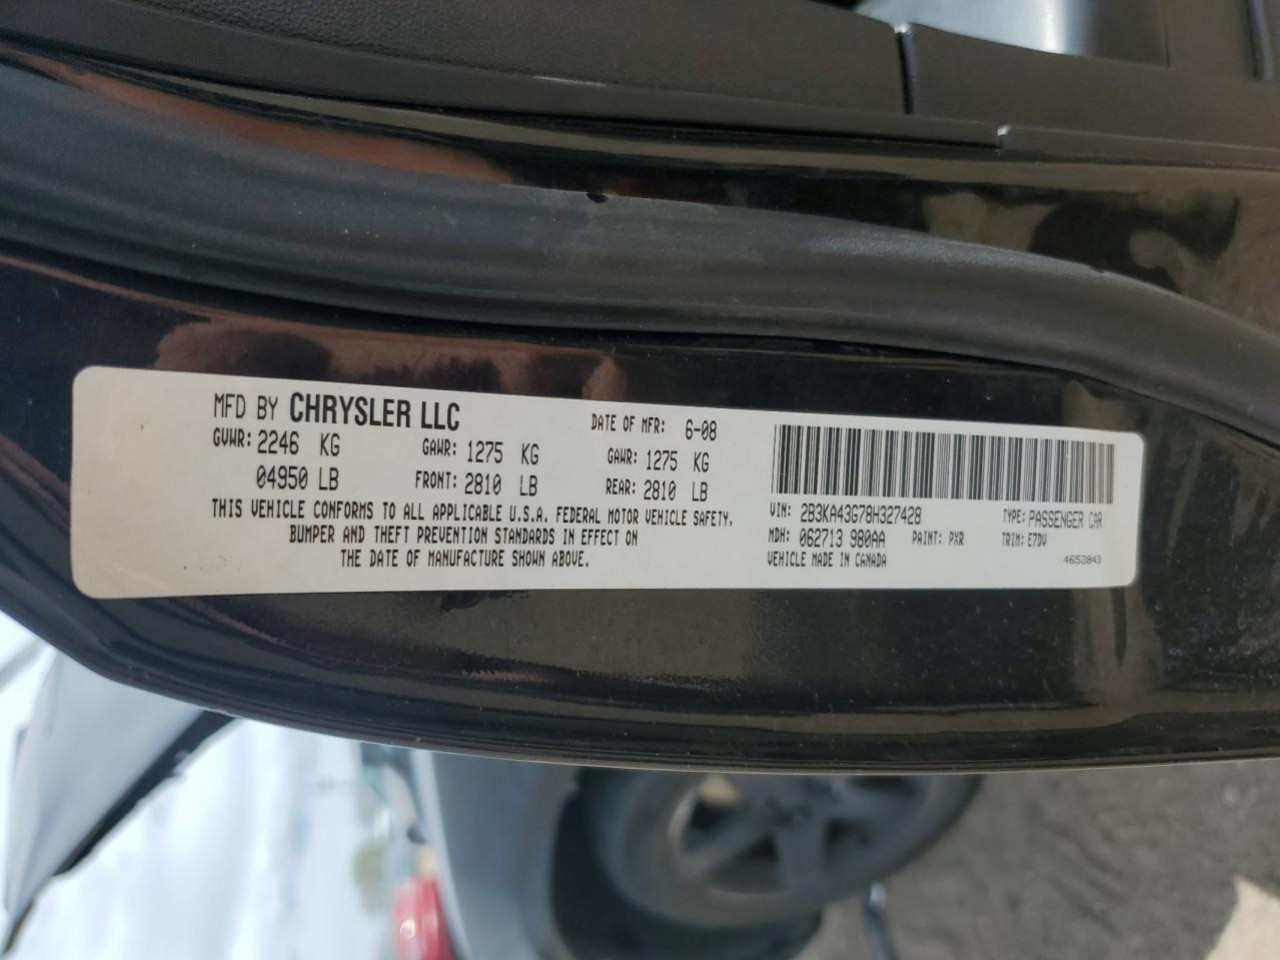 MFD BY CHRYSLER LLC DATE OF MFR: 6-08
GVWR: 2246 KG GAWR: 1275 KG GAWR: 1275 KG
04950 LB FRONT: 2810 LB REAR: 2810 LB
THIS VEHICLE CONFORMS TO ALL APPLICABLE U.S.A. FEDERAL MOTOR VEHICLE SAFETY,
BUMPER AND THEFT PREVENTION STANDARDS IN EFFECT ON
THE DATE OF MANUFACTURE SHOWN ABOVE.
VIN: 2B3KA43G78H327428 TYPE: PASSENGER CAR
MDH: 062713 980AA PAINT: PXR TRIM: E7DV
VEHICLE MADE IN CANADA 4653843